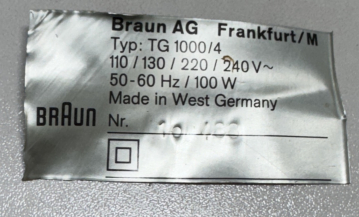 Braun AG Frankfurt/M
Typ: TG 1000/4
110 / 130 / 220 / 240 V~
50-60 Hz / 100 W
Made in West Germany
BRAUN Nr.